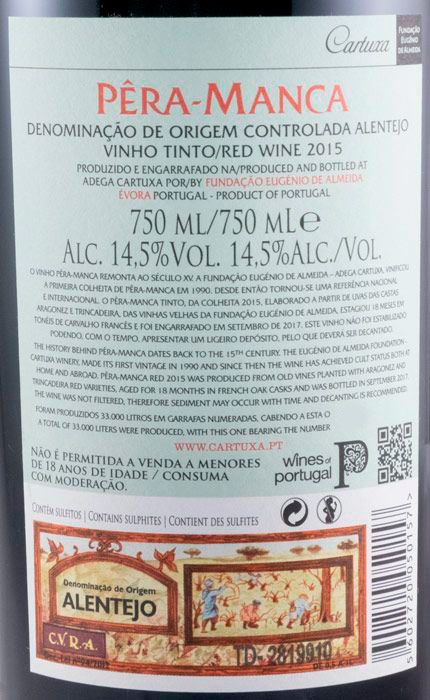 Cartuxa
FUNDAÇÃO
EUGÉNIO
DE ALMEIDA
PÊRA-MANCA
DENOMINAÇÃO DE ORIGEM CONTROLADA ALENTEJO
VINHO TINTO/RED WINE 2015
PRODUZIDO E ENGARRAFADO NA/PRODUCED AND BOTTLED AT
ADEGA CARTUXA POR/BY FUNDAÇÃO EUGÉNIO DE ALMEIDA
ÉVORA PORTUGAL - PRODUCT OF PORTUGAL
750 ML/750 MLe
ALC. 14,5%VOL. 14,5%ALC./VOL.
O VINHO PÊRA-MANCA REMONTA AO SÉCULO XV. A FUNDAÇÃO EUGÉNIO DE ALMEIDA - ADEGA CARTUXA, VINIFICOU
A PRIMEIRA COLHEITA DE PÊRA-MANCA EM 1990. DESDE ENTÃO TORNOU-SE UMA REFERÊNCIA NACIONAL
E INTERNACIONAL. O PÊRA-MANCA TINTO, DA COLHEITA 2015, ELABORADO A PARTIR DE UVAS DAS CASTAS
ARAGONEZ E TRINCADEIRA, DAS VINHAS VELHAS DA FUNDAÇÃO EUGÉNIO DE ALMEIDA, ESTAGIOU 18 MESES EM
TONÉIS DE CARVALHO FRANCÊS E FOI ENGARRAFADO EM SETEMBRO DE 2017. ESTE VINHO NÃO FOI ESTABILIZADO
PODENDO, COM O TEMPO, APRESENTAR UM LIGEIRO DEPÓSITO, PELO QUE DEVERÁ SER DECANTADO.
THE HISTORY BEHIND PÊRA-MANCA DATES BACK TO THE 15TH CENTURY. THE EUGÉNIO DE ALMEIDA FOUNDATION -
CARTUXA WINERY, MADE ITS FIRST VINTAGE IN 1990 AND SINCE THEN THE WINE HAS ACHIEVED CULT STATUS BOTH AT
HOME AND ABROAD. PÊRA-MANCA RED 2015 WAS PRODUCED FROM OLD VINES PLANTED WITH ARAGONEZ AND
TRINCADEIRA RED VARIETIES, AGED FOR 18 MONTHS IN FRENCH OAK CASKS AND WAS BOTTLED IN SEPTEMBER 2017.
THE WINE WAS NOT FILTERED, THEREFORE SEDIMENT MAY OCCUR WITH TIME AND DECANTING IS RECOMMENDED.
FORAM PRODUZIDOS 33.000 LITROS EM GARRAFAS NUMERADAS, CABENDO A ESTA O
A TOTAL OF 33.000 LITERS WERE PRODUCED, WITH THIS ONE BEARING THE NUMBER
WWW.CARTUXA.PT
NÃO É PERMITIDA A VENDA A MENORES
DE 18 ANOS DE IDADE / CONSUMA
COM MODERAÇÃO.
wines of
portugal
P
CONTÉM SULFITOS | CONTAINS SULPHITES | CONTIENT DES SULFITES
5 602720 050157
Denominação de Origem
ALENTEJO
C.V.R.A.
TD- 2819910